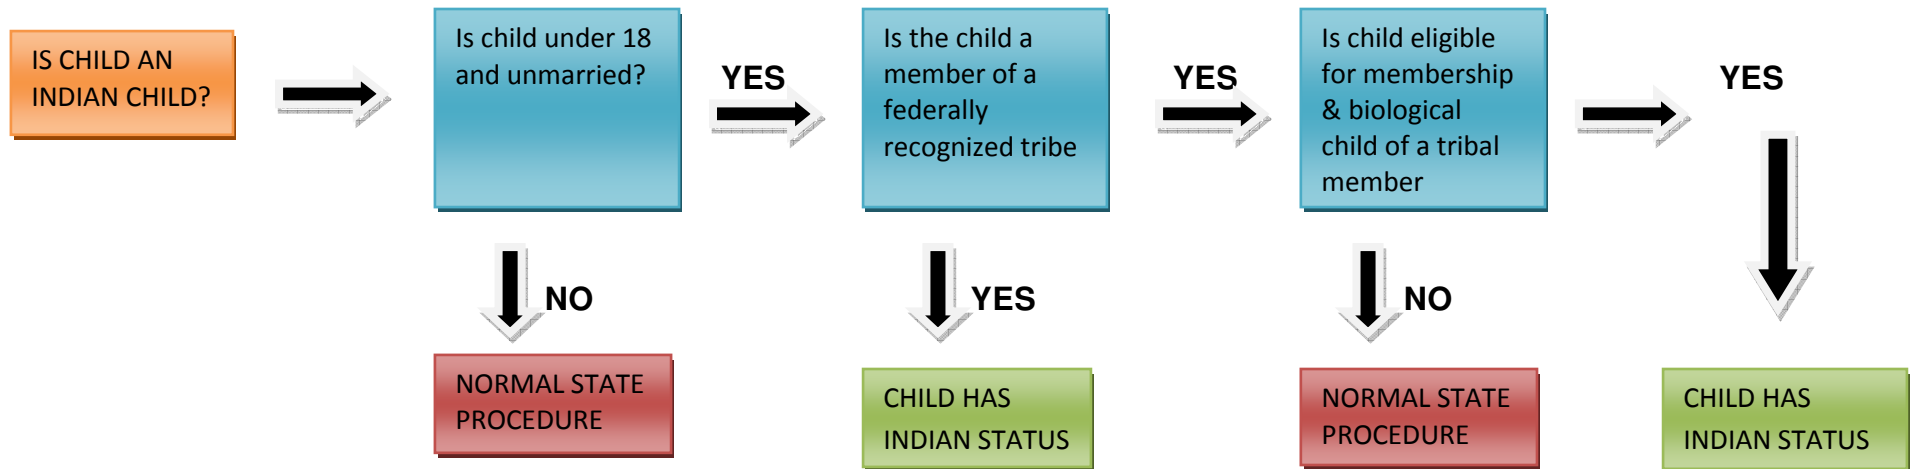 IS CHILD AN
INDIAN CHILD?
Is child under 18
and unmarried?
YES
Is the child a
member of a
federally
recognized tribe
YES
Is child eligible
for membership
& biological
child of a tribal
member
YES
NO
YES
NO
NORMAL STATE
PROCEDURE
CHILD HAS
INDIAN STATUS
NORMAL STATE
PROCEDURE
CHILD HAS
INDIAN STATUS